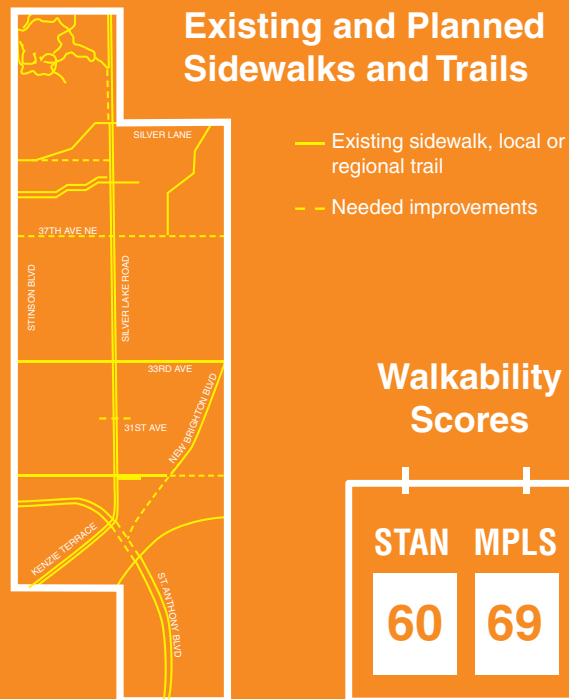 Existing and Planned
Sidewalks and Trails
Existing sidewalk, local or
regional trail
Needed improvements
SILVER LANE
37TH AVE NE
STINSON BLVD
SILVER LAKE ROAD
33RD AVE
NEW BRIGHTON BLVD
31ST AVE
KENZIE TERRACE
ST. ANTHONY BLVD
Walkability
Scores
STAN MPLS
60 69